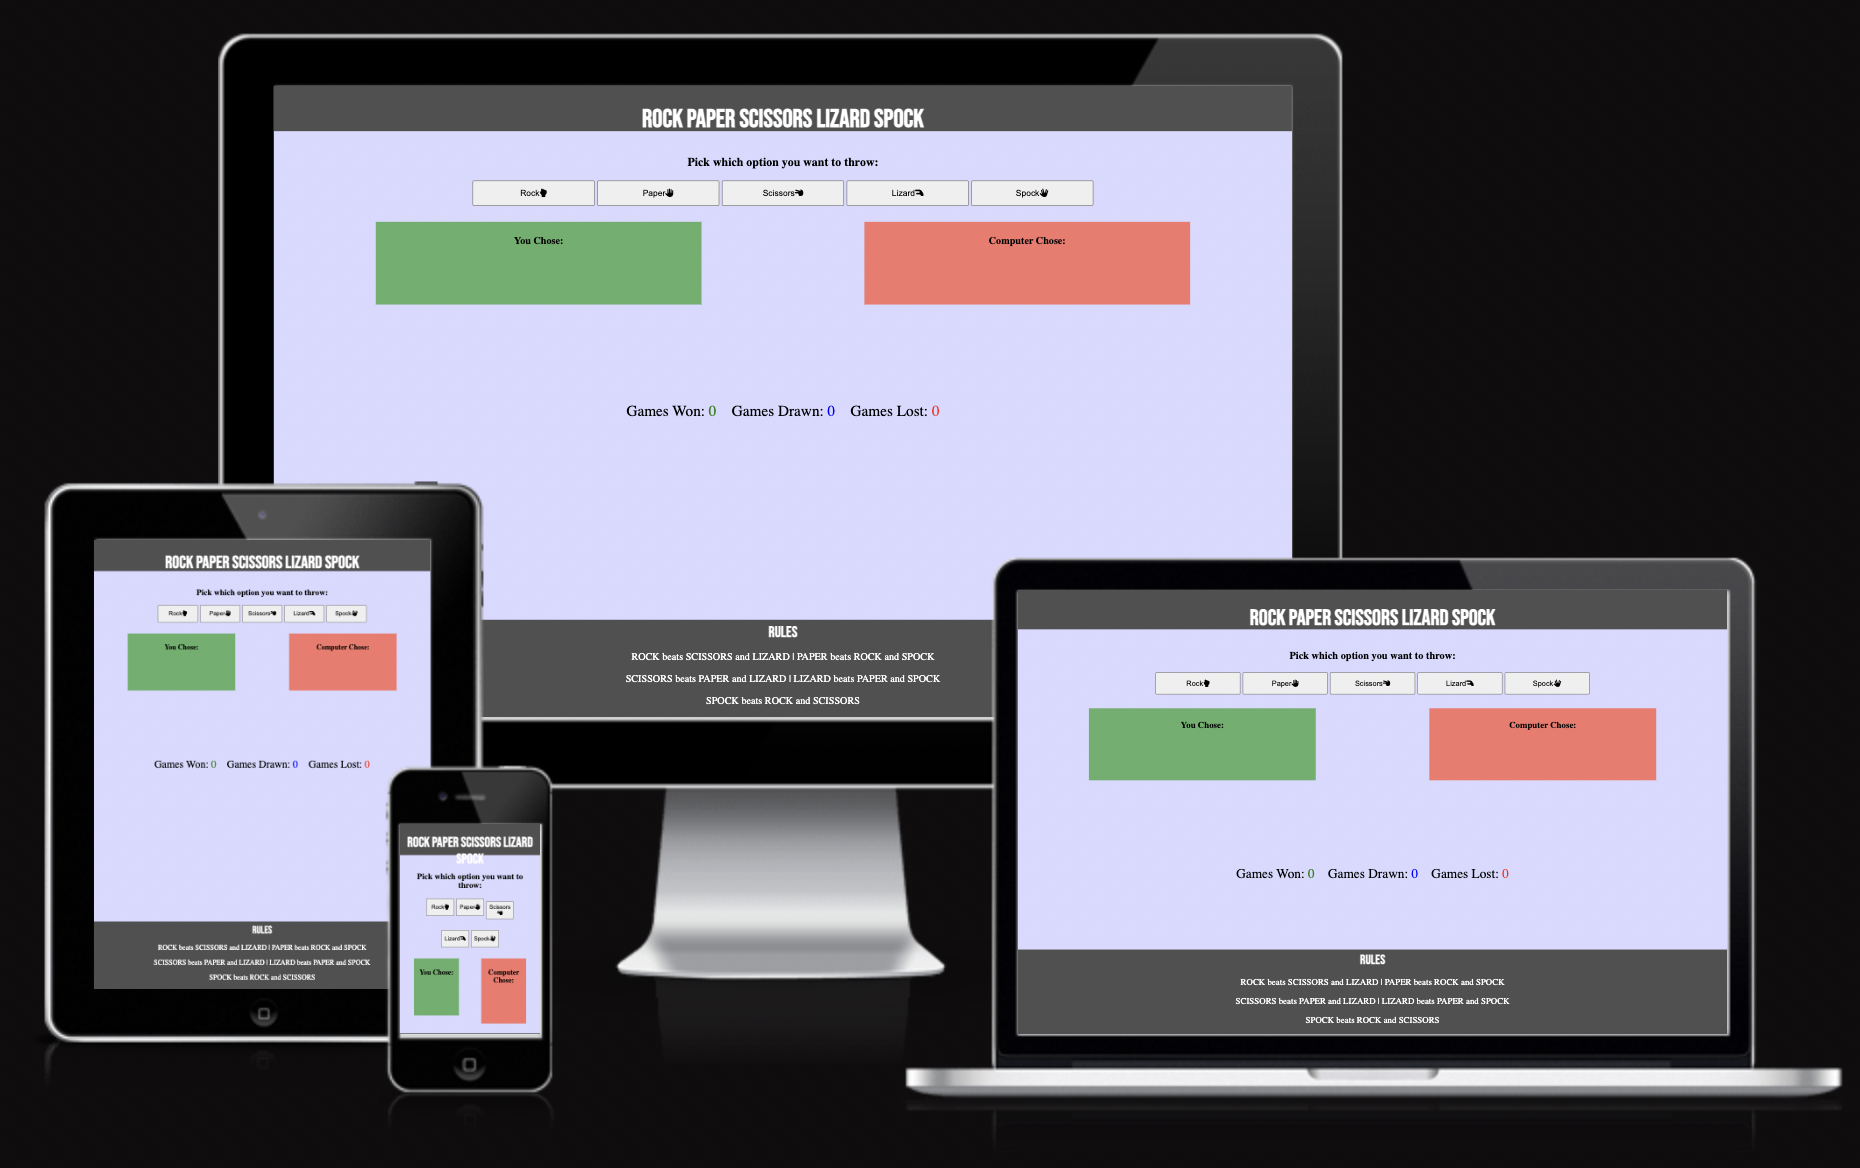 ROCK PAPER SCISSORS LIZARD SPOCK
Pick which option you want to throw:
Rock Paper Scissors Lizard Spock
You Chose: Computer Chose:
Games Won: 0 Games Drawn: 0 Games Lost: 0
RULES
ROCK beats SCISSORS and LIZARD | PAPER beats ROCK and SPOCK
SCISSORS beats PAPER and LIZARD | LIZARD beats PAPER and SPOCK
SPOCK beats ROCK and SCISSORS
ROCK PAPER SCISSORS LIZARD SPOCK
Pick which option you want to throw:
Rock Paper Scissors Lizard Spock
You Chose: Computer Chose:
Games Won: 0 Games Drawn: 0 Games Lost: 0
RULES
ROCK beats SCISSORS and LIZARD | PAPER beats ROCK and SPOCK
SCISSORS beats PAPER and LIZARD | LIZARD beats PAPER and SPOCK
SPOCK beats ROCK and SCISSORS
ROCK PAPER SCISSORS LIZARD
SPOCK
Pick which option you want to
throw:
Rock Paper Scissors
Lizard Spock
You Chose: Computer
Chose:
ROCK PAPER SCISSORS LIZARD SPOCK
Pick which option you want to throw:
Rock Paper Scissors Lizard Spock
You Chose: Computer Chose:
Games Won: 0 Games Drawn: 0 Games Lost: 0
RULES
ROCK beats SCISSORS and LIZARD | PAPER beats ROCK and SPOCK
SCISSORS beats PAPER and LIZARD | LIZARD beats PAPER and SPOCK
SPOCK beats ROCK and SCISSORS